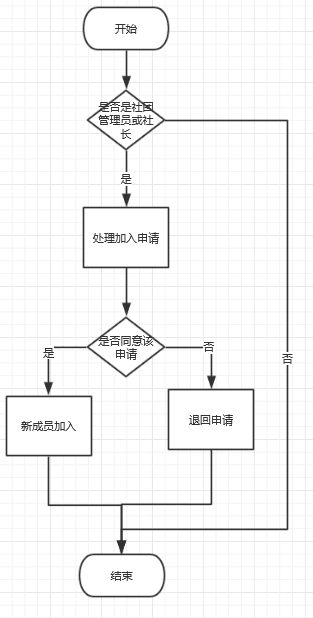 开始
是否是社团
管理员或社
长
是
处理加入申请
是否同意该
申请
是
否
否
新成员加入
退回申请
结束